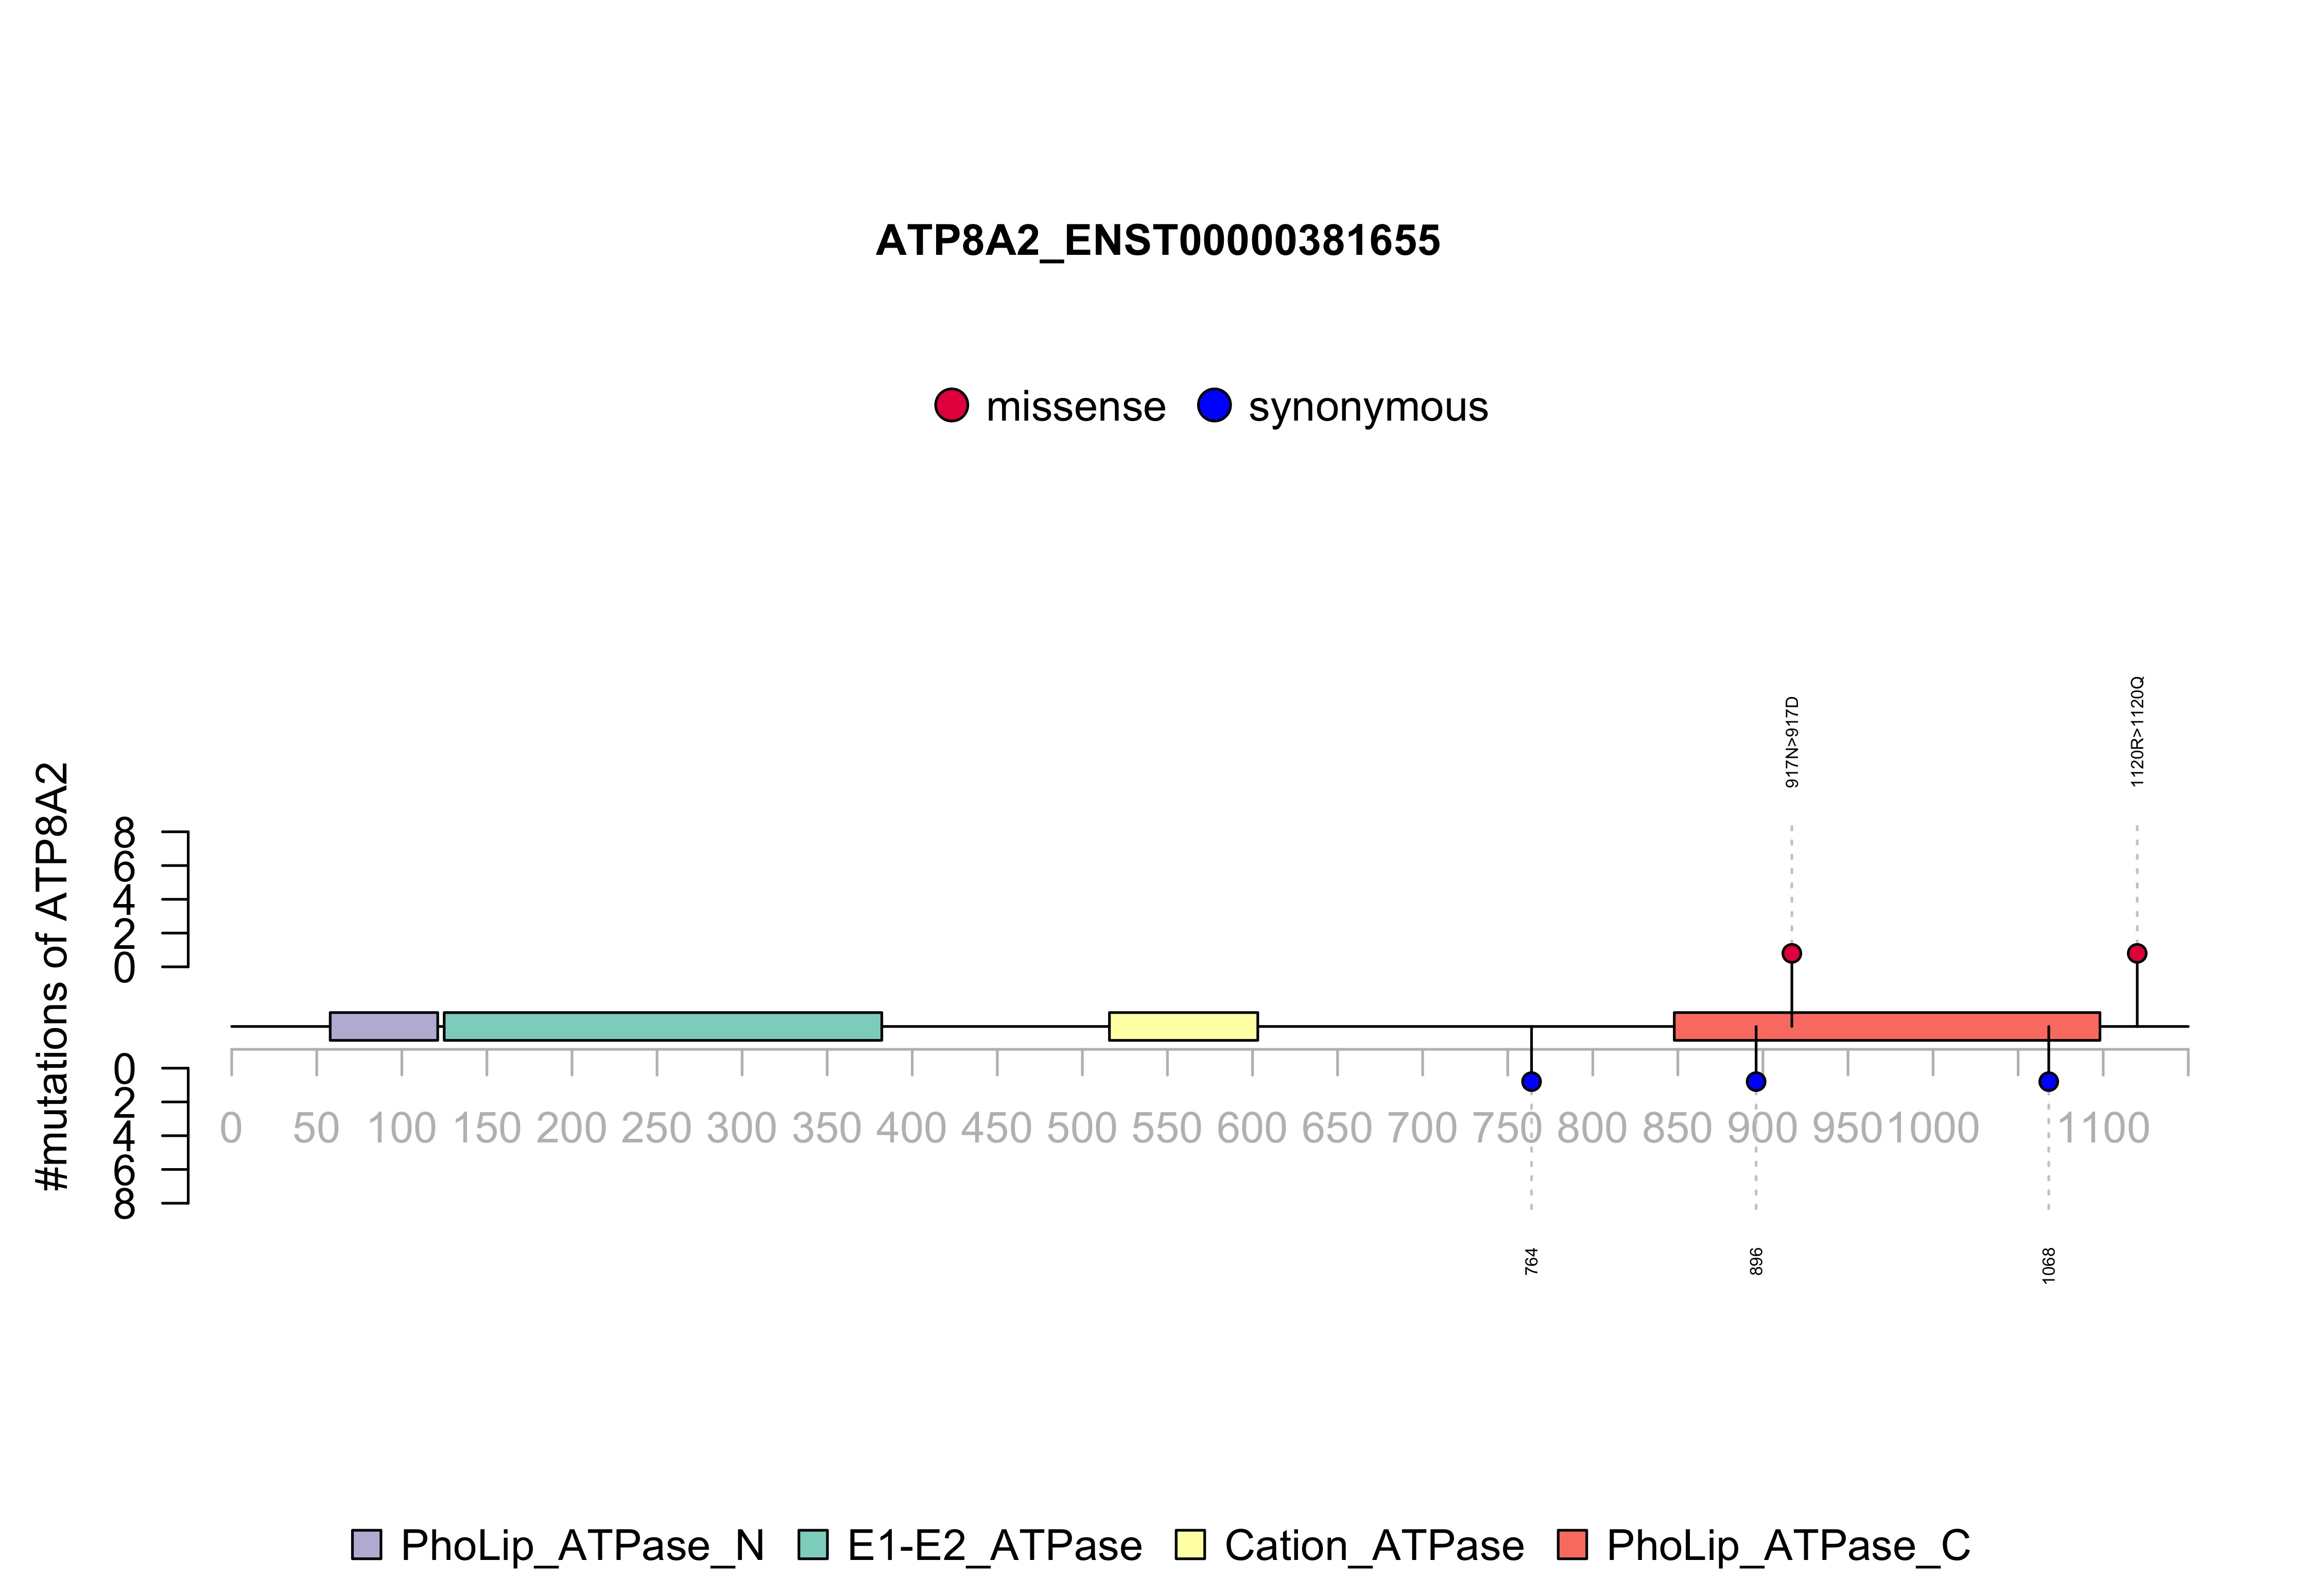 ATP8A2_ENST00000381655
missense synonymous
917N>917D
1120R>1120Q
#mutations of ATP8A2
8
6
4
2
0
0
2
4
6
8
0 50 100 150 200 250 300 350 400 450 500 550 600 650 700 750 800 850 900 950 1000 1100
764
896
1068
PhoLip_ATPase_N E1-E2_ATPase Cation_ATPase PhoLip_ATPase_C